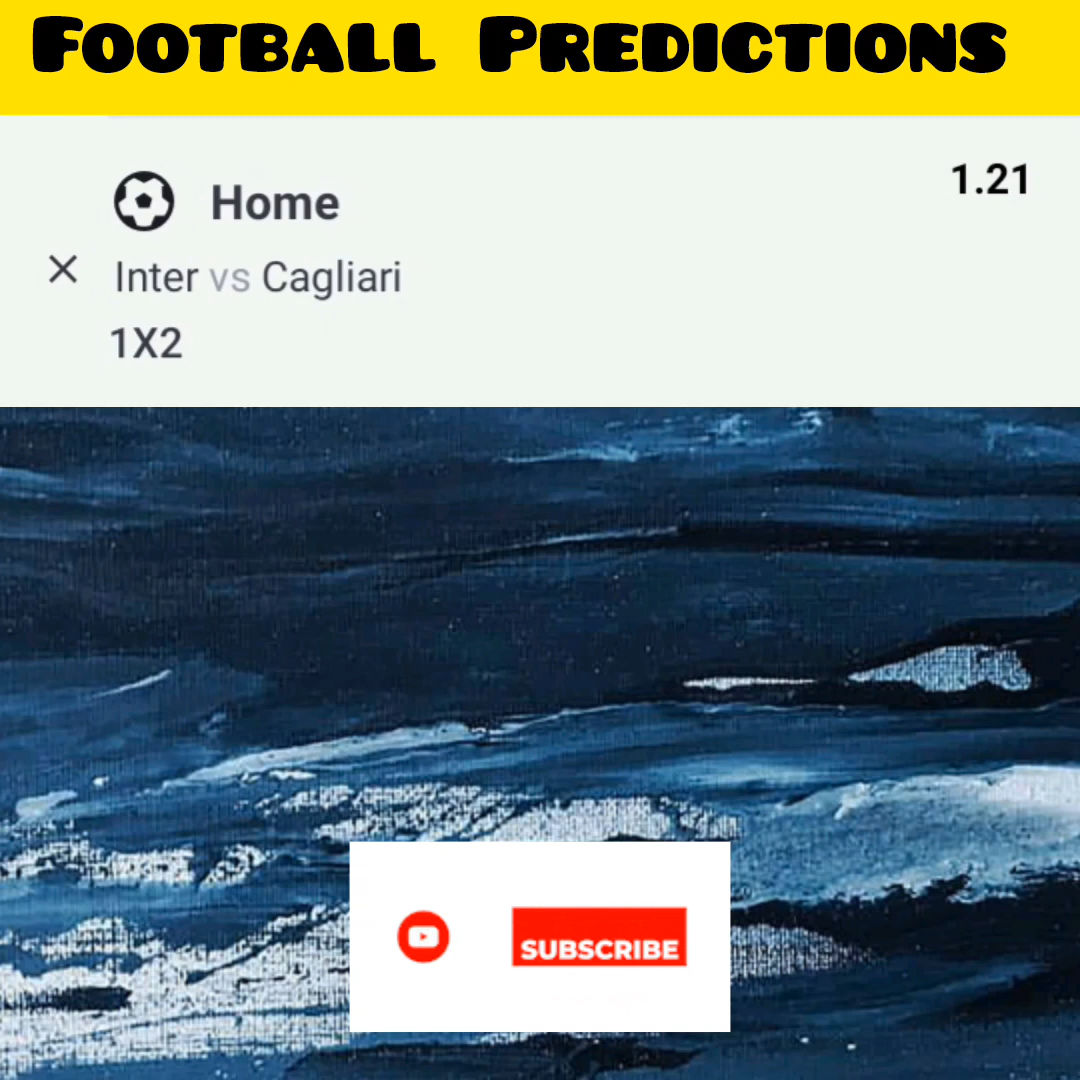 FOOTBALL PREDICTIONS
Home
1.21
Inter vs Cagliari
1X2
SUBSCRIBE